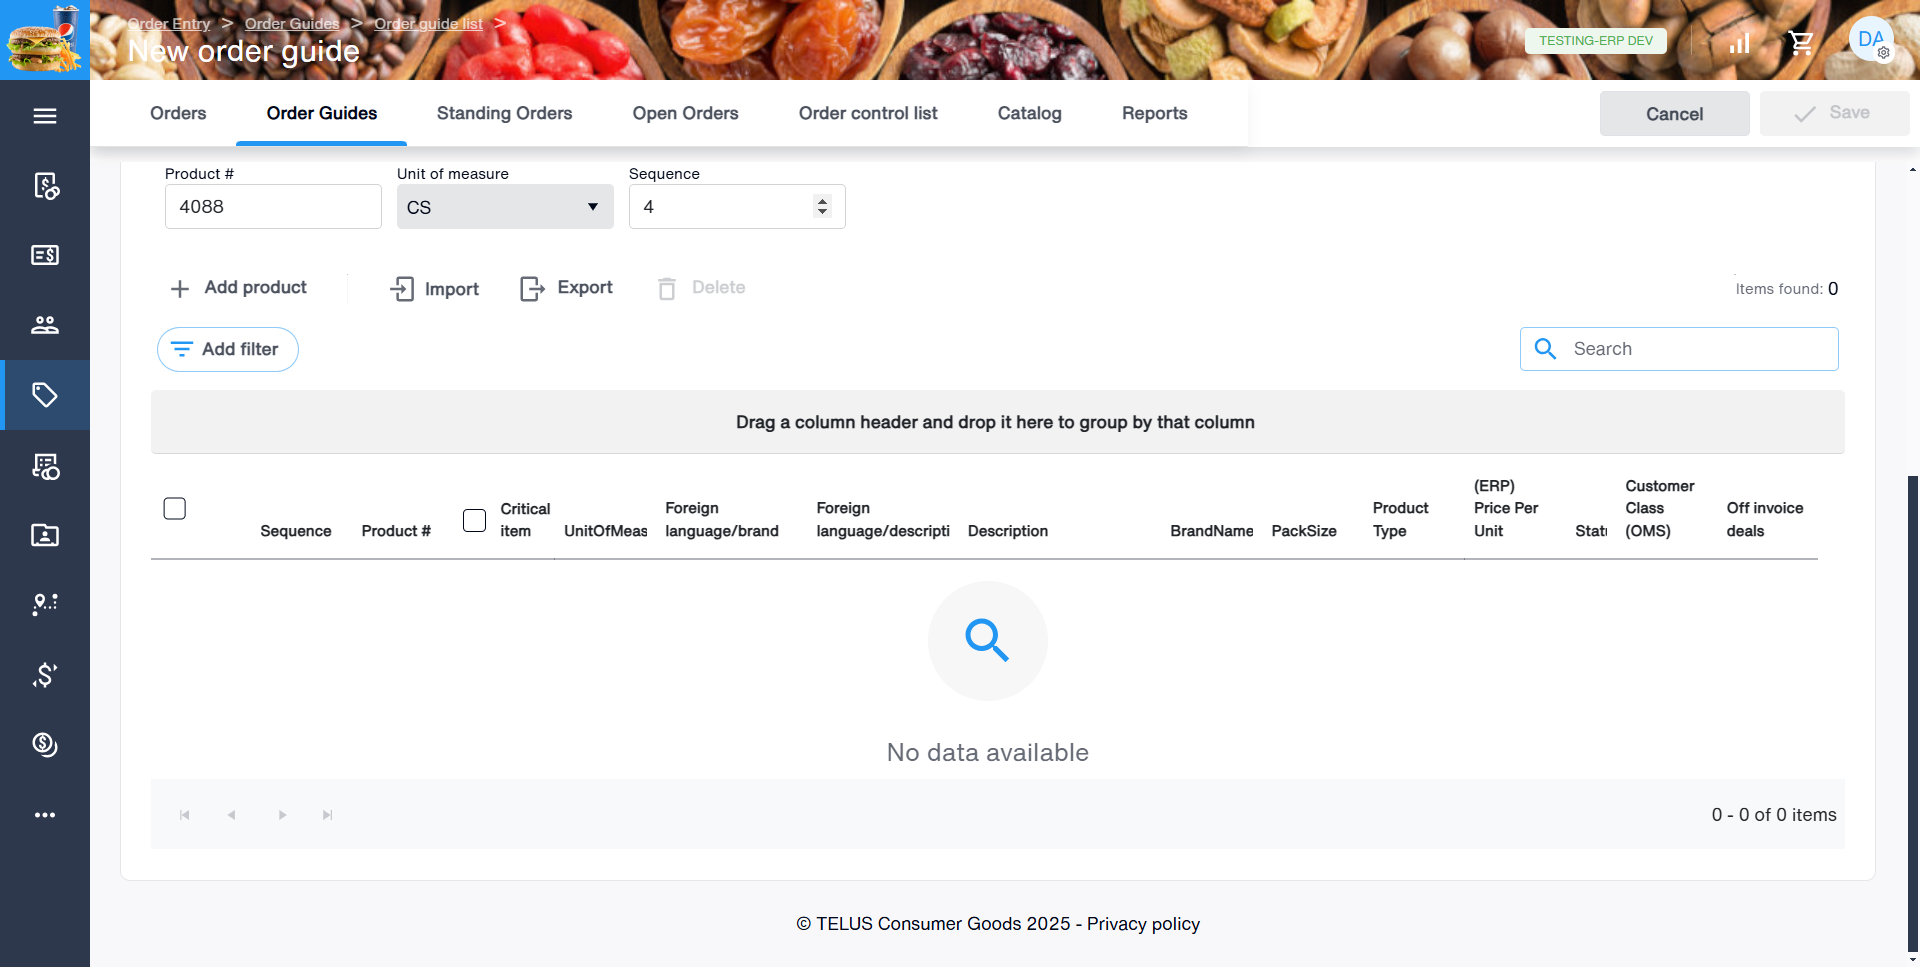 Order Entry > Order Guides > Order guide list >
New order guide
TESTING-ERP DEV
DA
Orders
Order Guides
Standing Orders
Open Orders
Order control list
Catalog
Reports
Cancel
Save
Product #
Unit of measure
Sequence
4088
CS
4
Add product
Import
Export
Delete
Items found: 0
Add filter
Search
Drag a column header and drop it here to group by that column
Sequence
Product #
Critical
item
UnitOfMeas
Foreign
language/brand
Foreign
language/descripti
Description
BrandName
PackSize
Product
Type
(ERP)
Price Per
Unit
Statu
Customer
Class
(OMS)
Off invoice
deals
No data available
0 - 0 of 0 items
© TELUS Consumer Goods 2025 - Privacy policy